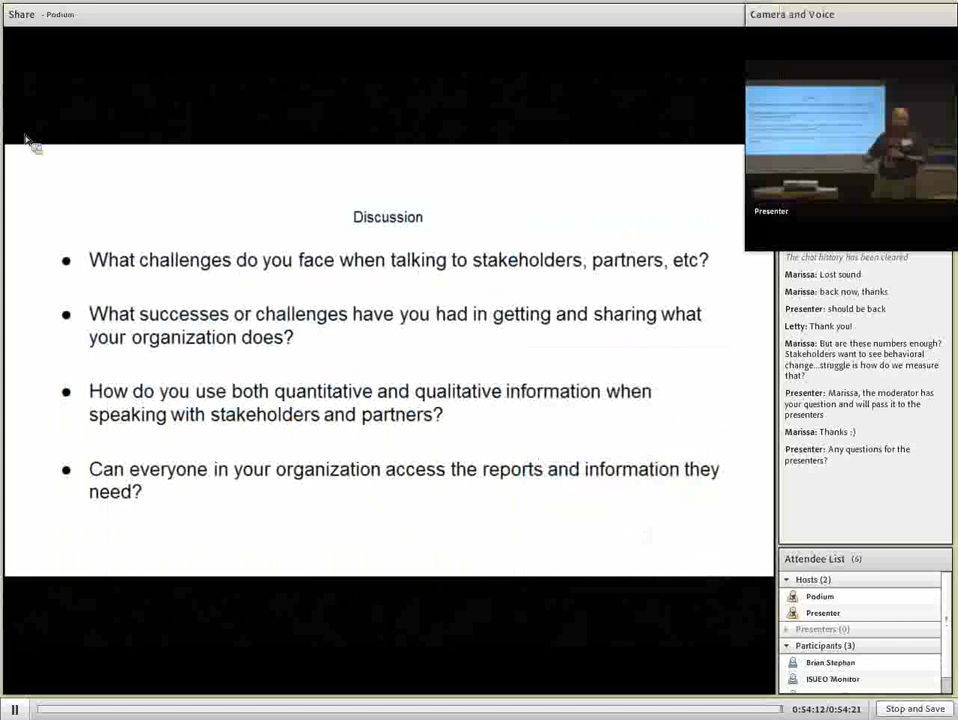 Share - Podium
Camera and Voice
Discussion
● What challenges do you face when talking to stakeholders, partners, etc?
● What successes or challenges have you had in getting and sharing what
your organization does?
● How do you use both quantitative and qualitative information when
speaking with stakeholders and partners?
● Can everyone in your organization access the reports and information they
need?
Presenter
The chat history has been cleared
Marissa: Lost sound
Marissa: back now, thanks
Presenter: should be back
Letty: Thank you!
Marissa: But are these numbers enough?
Stakeholders want to see behavioral
change...struggle is how do we measure
that?
Presenter: Marissa, the moderator has
your question and will pass it to the
presenters
Marissa: Thanks :)
Presenter: Any questions for the
presenters?
Attendee List (6)
Hosts (2)
Podium
Presenter
Presenters (0)
Participants (3)
Brian Stephan
ISUEO Monitor
0:54:12/0:54:21
Stop and Save